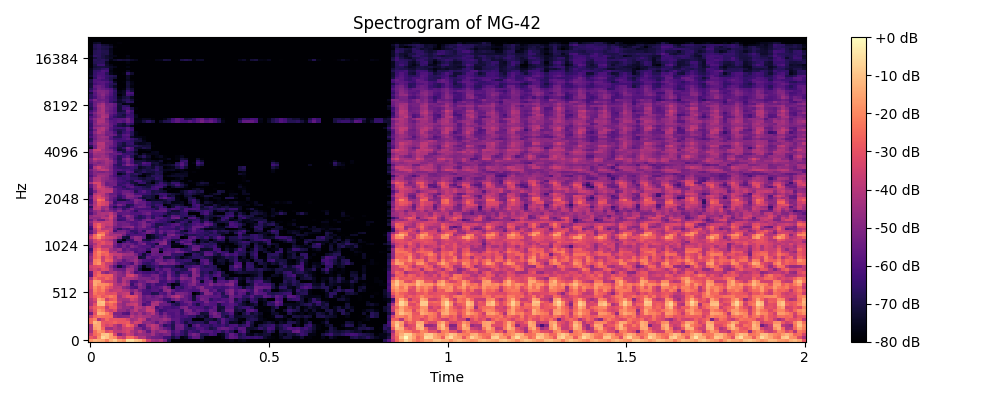 Spectrogram of MG-42
Hz
16384
8192
4096
2048
1024
512
0
0
0.5
1
1.5
2
Time
+0 dB
-10 dB
-20 dB
-30 dB
-40 dB
-50 dB
-60 dB
-70 dB
-80 dB